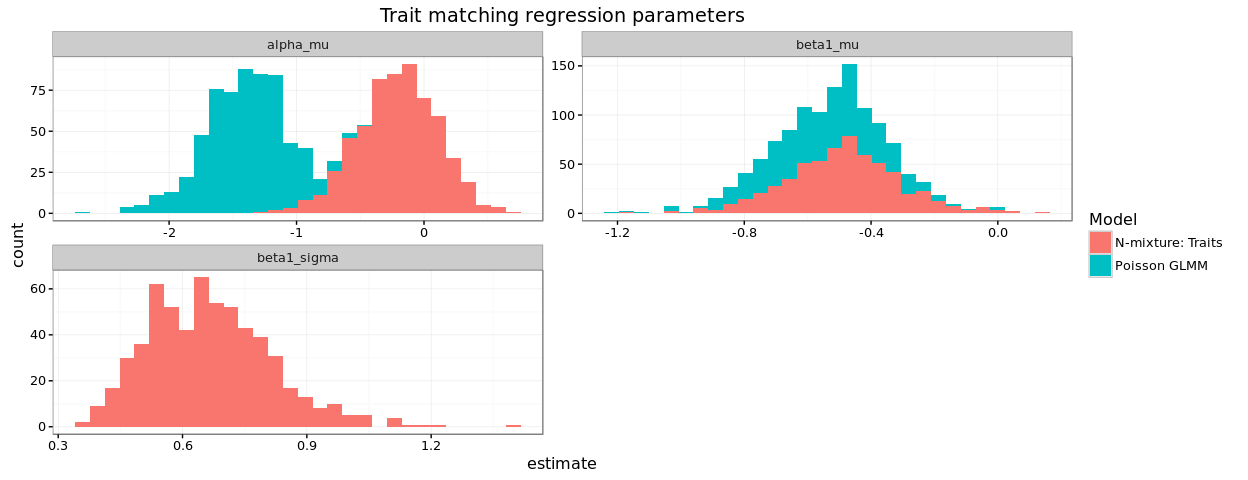 Trait matching regression parameters
alpha_mu
beta1_mu
75
50
25
0
-2
-1
0
150
100
50
0
-1.2
-0.8
-0.4
0.0
beta1_sigma
60
40
20
0
0.3
0.6
0.9
1.2
count
estimate
Model
N-mixture: Traits
Poisson GLMM